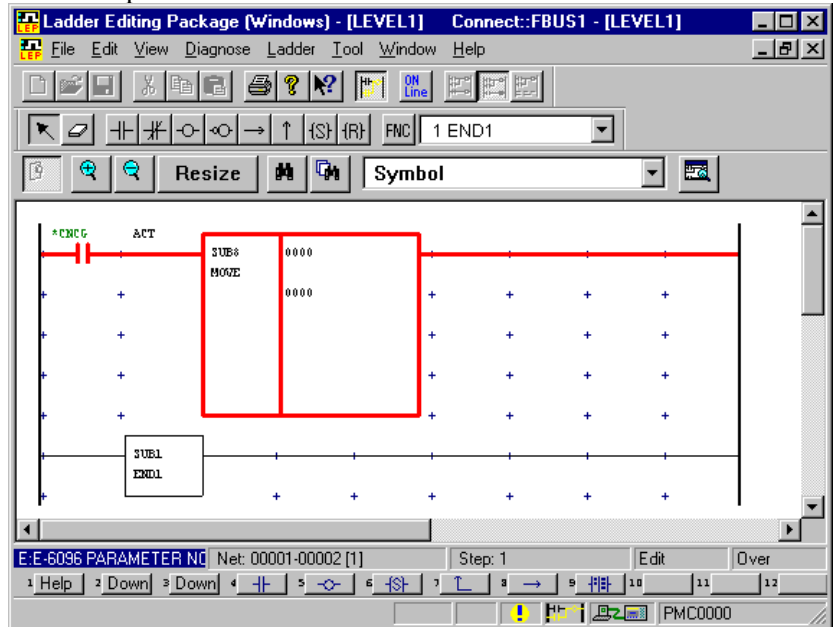 LEP Ladder Editing Package (Windows) - [LEVEL1] Connect::FBUS1 - [LEVEL1]
LEP File Edit View Diagnose Ladder Tool Window Help
ON Line
{S} {R} FNC 1 END1
Resize Symbol
*CNCG ACT
SUB8 0000
MOVE
0000
SUB1
END1
E:E-6096 PARAMETER NO Net: 00001-00002 [1] Step: 1 Edit Over
1 Help 2 Down 3 Down 4 5 6 {S} 7 8 9 10 11 12
PMC0000